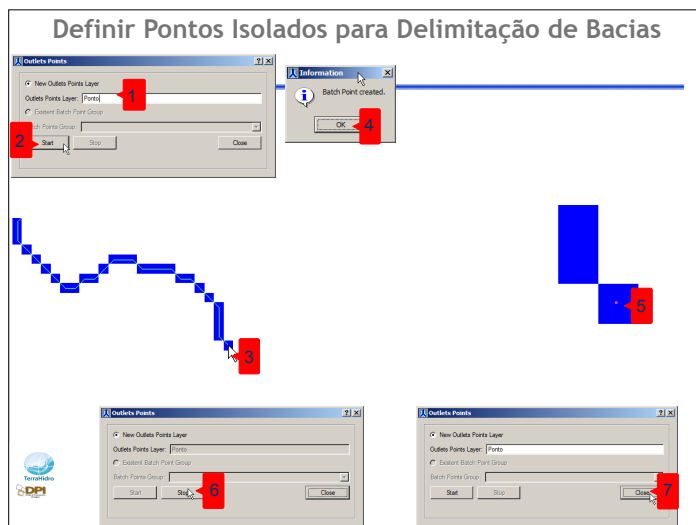 Definir Pontos Isolados para Delimitação de Bacias
Outlets Points
New Outlets Points Layer
Outlets Points Layer: Ponto
1
Existent Batch Point Group
Batch Points Group:
2
Start
Stop
Close
Information
Batch Point created.
OK
4
3
5
Outlets Points
New Outlets Points Layer
Outlets Points Layer: Ponto
Existent Batch Point Group
Batch Points Group:
Start
Stop
6
Close
Outlets Points
New Outlets Points Layer
Outlets Points Layer: Ponto
Existent Batch Point Group
Batch Points Group:
Start
Stop
Close
7
TerraHidro
DPI